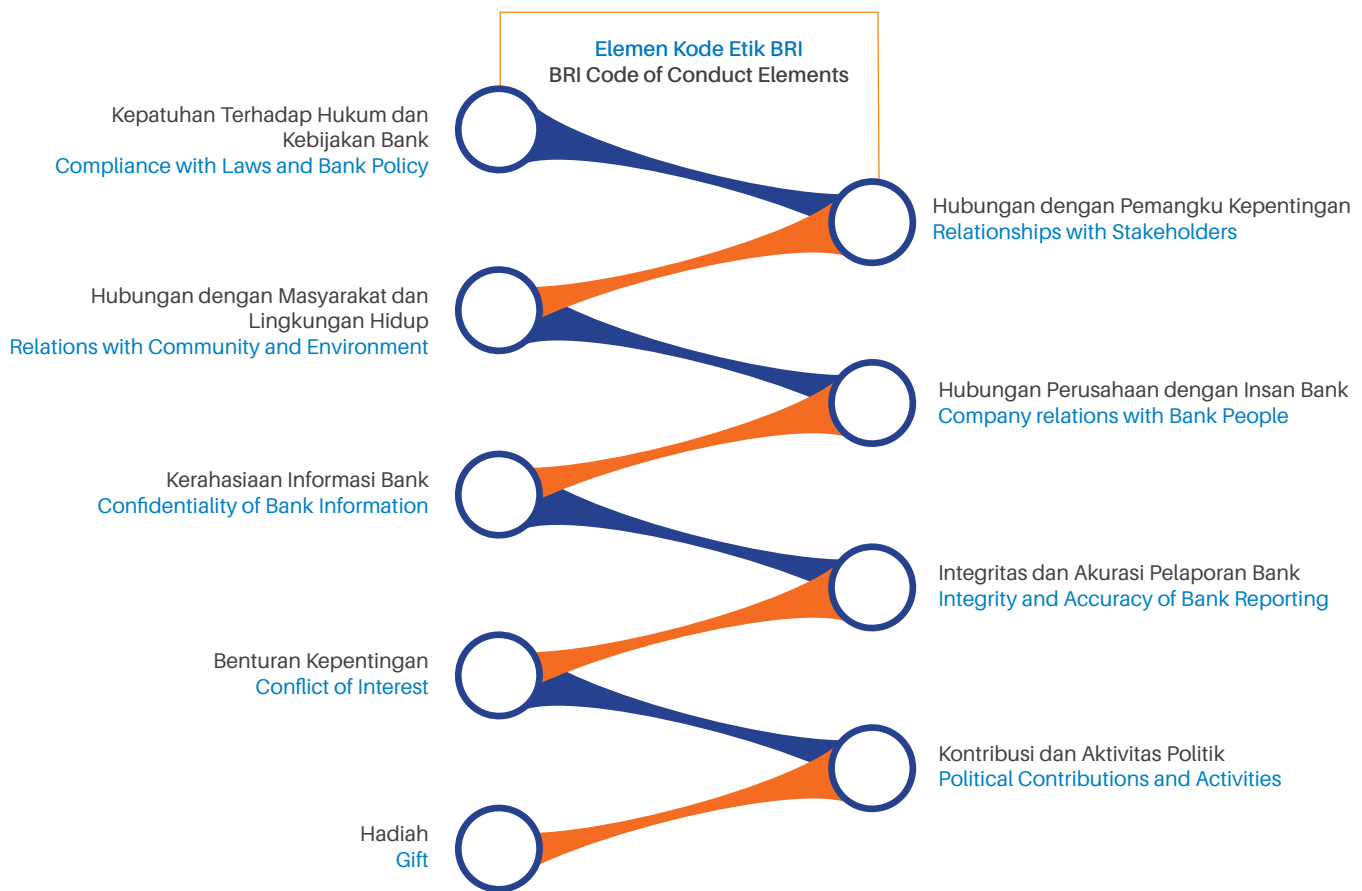 Elemen Kode Etik BRI
BRI Code of Conduct Elements
Kepatuhan Terhadap Hukum dan
Kebijakan Bank
Compliance with Laws and Bank Policy
Hubungan dengan Pemangku Kepentingan
Relationships with Stakeholders
Hubungan dengan Masyarakat dan
Lingkungan Hidup
Relations with Community and Environment
Hubungan Perusahaan dengan Insan Bank
Company relations with Bank People
Kerahasiaan Informasi Bank
Confidentiality of Bank Information
Integritas dan Akurasi Pelaporan Bank
Integrity and Accuracy of Bank Reporting
Benturan Kepentingan
Conflict of Interest
Kontribusi dan Aktivitas Politik
Political Contributions and Activities
Hadiah
Gift